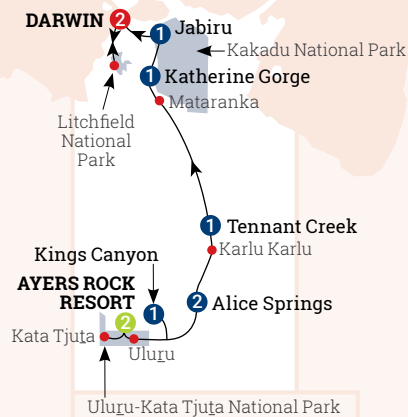 DARWIN 2
1 Jabiru
Kakadu National Park
1 Katherine Gorge
Mataranka
Litchfield
National
Park
1 Tennant Creek
Karlu Karlu
Kings Canyon
AYERS ROCK
RESORT
2
1
2 Alice Springs
Kata Tjuṯa
Uluṟu
Uluṟu-Kata Tjuṯa National Park